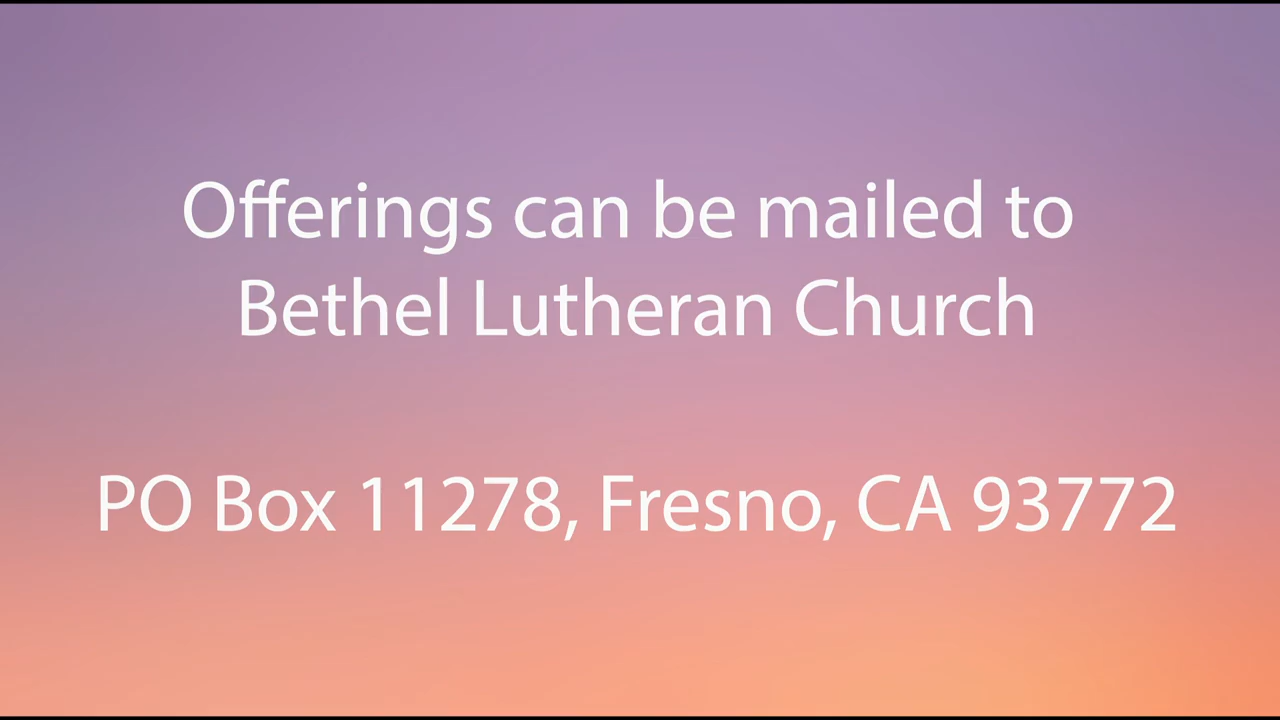 Offerings can be mailed to
Bethel Lutheran Church
PO Box 11278, Fresno, CA 93772